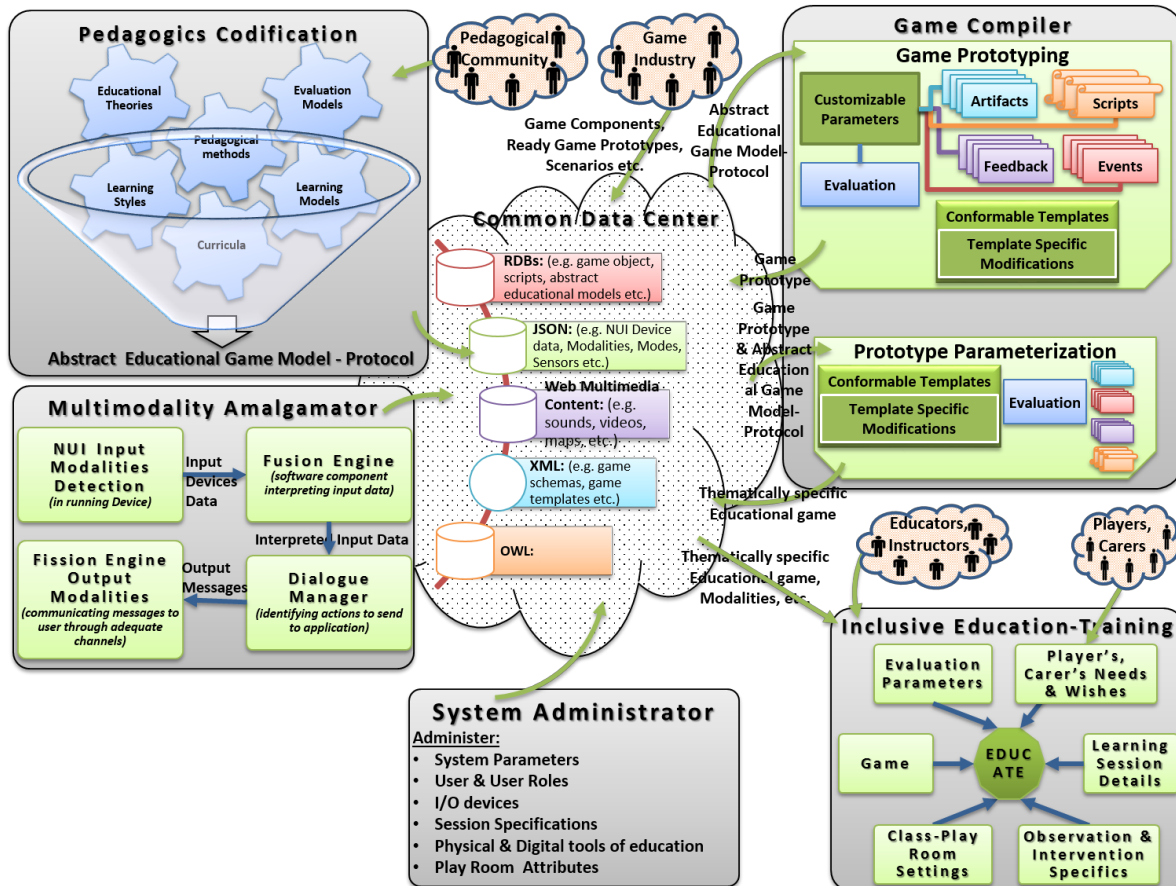 Pedagogics Codification
Educational
Theories
Evaluation
Models
Pedagogical
methods
Learning
Styles
Learning
Models
Curricula
Abstract Educational Game Model - Protocol
Pedagogical
Community
Game
Industry
Game Components,
Ready Game Prototypes,
Scenarios etc.
Abstract
Educational
Game Model-
Protocol
Game Compiler
Game Prototyping
Customizable
Parameters
Artifacts
Scripts
Feedback
Events
Evaluation
Conformable Templates
Template Specific
Modifications
Common Data Center
RDBs: (e.g. game object,
scripts, abstract
educational models etc.)
JSON: (e.g. NUI Device
data, Modalities, Modes,
Sensors etc.)
Web Multimedia
Content: (e.g.
sounds, videos,
maps, etc.)
XML: (e.g. game
schemas, game
templates etc.)
OWL:
Game
Prototype
Game
Prototype
& Abstract
Education
al Game
Model-
Protocol
Prototype Parameterization
Conformable Templates
Template Specific
Modifications
Evaluation
Thematically specific
Educational game
Thematically specific
Educational game,
Modalities, etc.
Multimodality Amalgamator
NUI Input
Modalities
Detection
(in running Device)
Input
Devices
Data
Fusion Engine
(software component
interpreting input data)
Interpreted Input Data
Fission Engine
Output
Modalities
(communicating messages to
user through adequate
channels)
Output
Messages
Dialogue
Manager
(identifying actions to send
to application)
System Administrator
Administer:
• System Parameters
• User & User Roles
• I/O devices
• Session Specifications
• Physical & Digital tools of education
• Play Room Attributes
Educators,
Instructors
Players,
Carers
Inclusive Education-Training
Evaluation
Parameters
Player's,
Carer's Needs
& Wishes
Game
EDUC
ATE
Learning
Session
Details
Class-Play
Room
Settings
Observation &
Intervention
Specifics